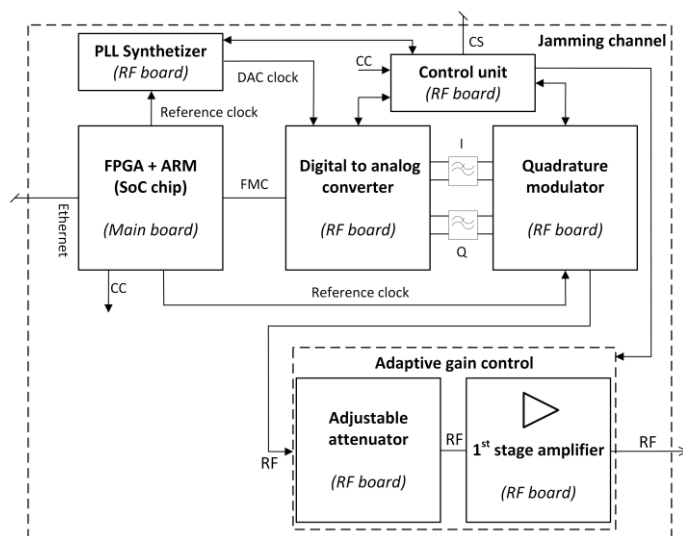 CS
Jamming channel
PLL Synthetizer
(RF board)
DAC clock
CC
Control unit
(RF board)
Reference clock
FPGA + ARM
(SoC chip)
(Main board)
FMC
Digital to analog
converter
(RF board)
I
Q
Quadrature
modulator
(RF board)
Ethernet
CC
Reference clock
Adaptive gain control
RF
Adjustable
attenuator
(RF board)
RF
1st stage amplifier
(RF board)
RF